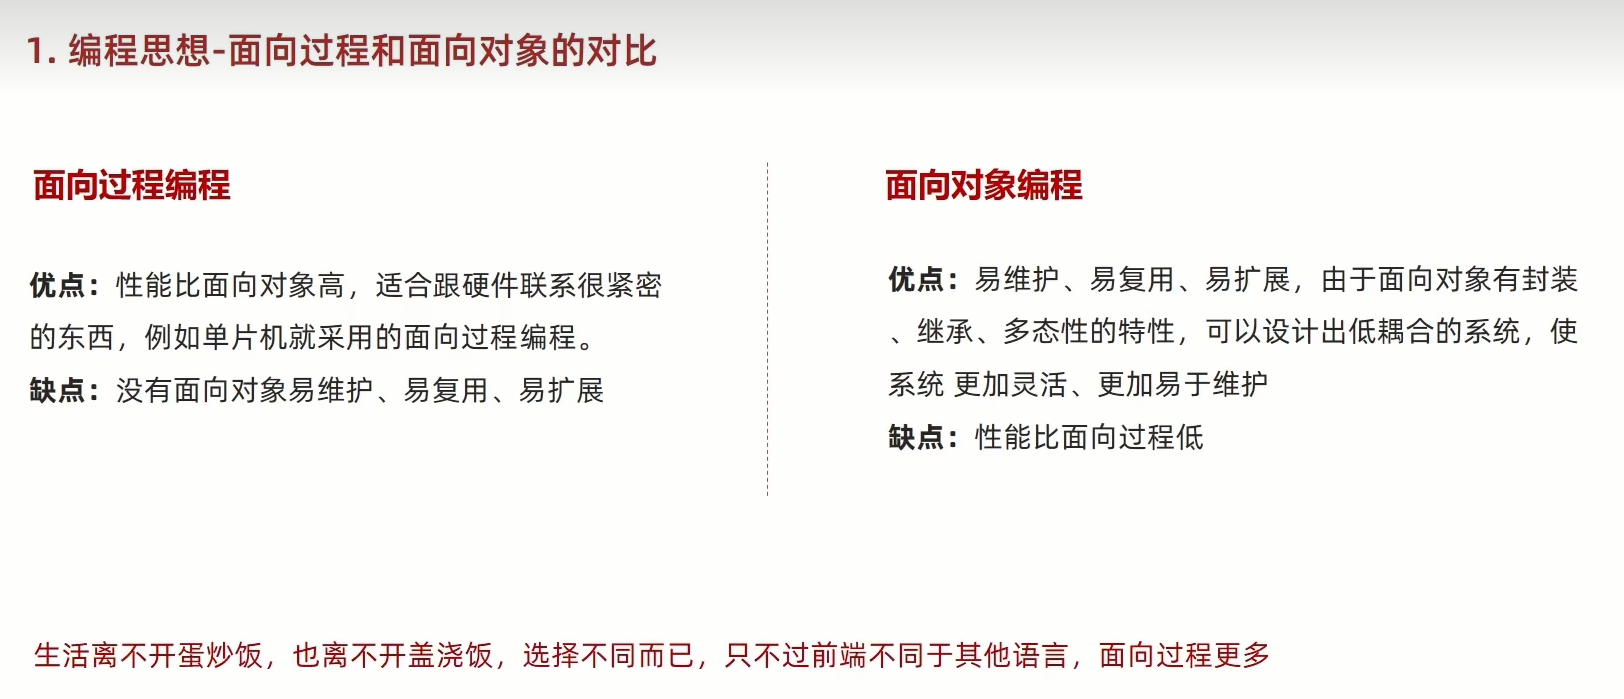 1. 编程思想-面向过程和面向对象的对比
面向过程编程
优点：性能比面向对象高，适合跟硬件联系很紧密
的东西，例如单片机就采用的面向过程编程。
缺点：没有面向对象易维护、易复用、易扩展
面向对象编程
优点：易维护、易复用、易扩展，由于面向对象有封装
、继承、多态性的特性，可以设计出低耦合的系统，使
系统 更加灵活、更加易于维护
缺点：性能比面向过程低
生活离不开蛋炒饭，也离不开盖浇饭，选择不同而已，只不过前端不同于其他语言，面向过程更多